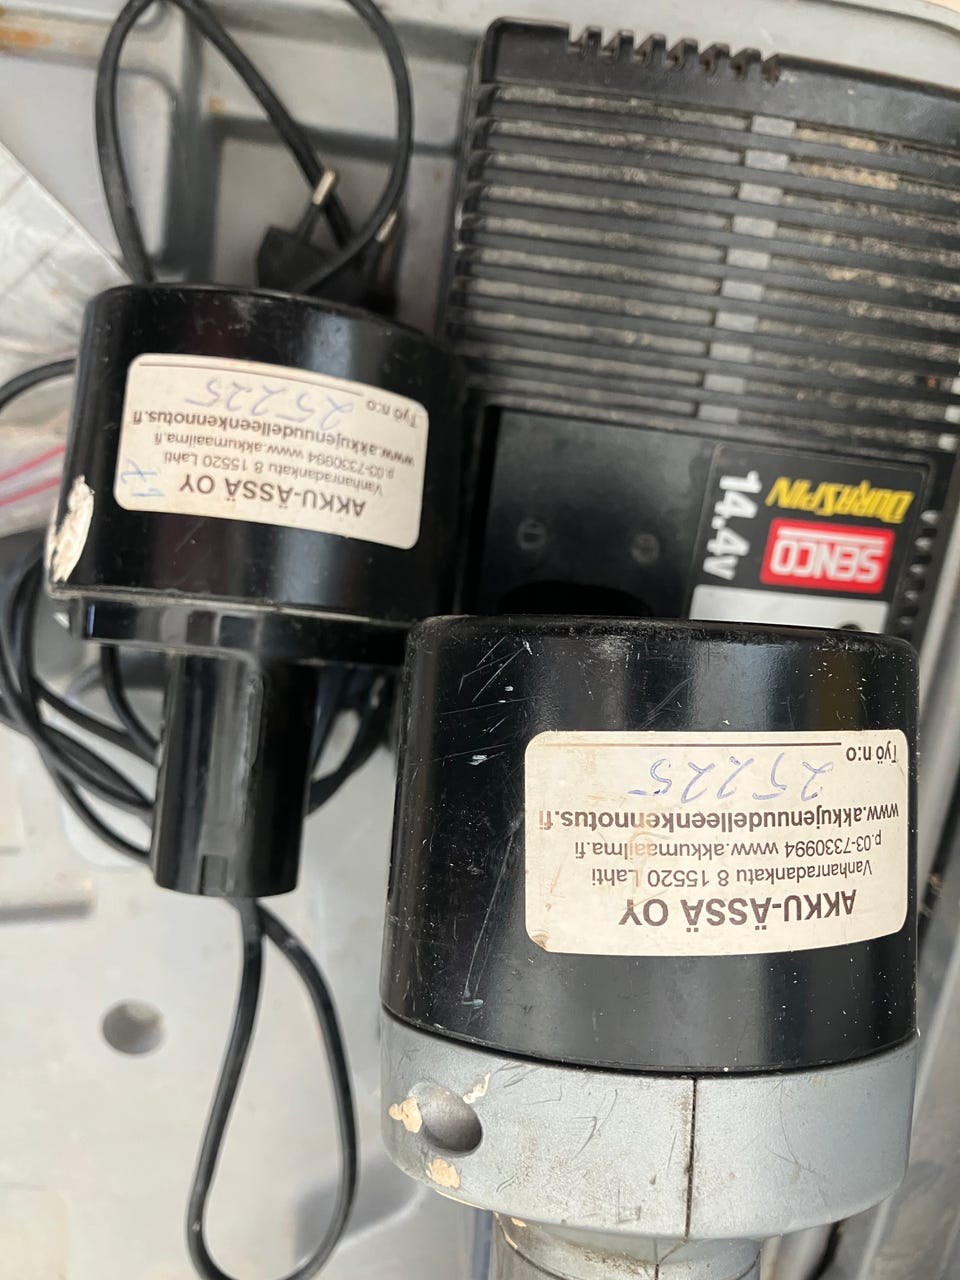 AKKU-ÄSSÄ OY
Vanhanradankatu 8 15520 Lahti
p.03-7330994 www.akkumaailma.fi
www.akkujenuudelleenkennotus.fi
Työ n:o 25225
AKKU-ÄSSÄ OY
Vanhanradankatu 8 15520 Lahti
p.03-7330994 www.akkumaailma.fi
www.akkujenuudelleenkennotus.fi
Työ n:o 25225
SENCO
DURASPIN
14.4v